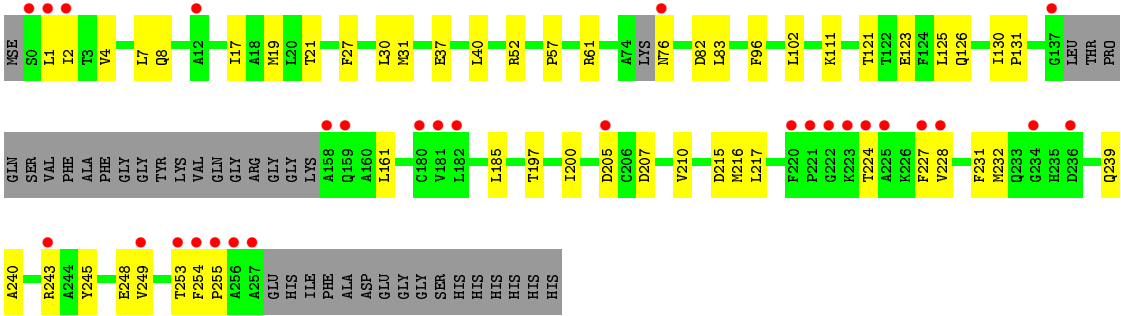 MSE S0 L1 I2 T3 V4 L7 Q8 A12 I17 A18 M19 L20 T21 F27 L30 M31 E37 L40 R52 P57 R61 A74 LYS N76 D82 L83 F96 L102 K111 T121 T122 E123 F124 L125 Q126 I130 P131 G137 LEU THR PRO
GLN SER VAL PHE ALA PHE GLY GLY TYR LYS VAL GLN GLY ARG GLY GLY LYS A158 Q159 A160 L161 C180 V181 L182 L185 T197 I200 D205 C206 D207 V210 D215 M216 L217 F220 P221 G222 K223 T224 A225 K226 F227 V228 F231 M232 Q233 G234 H235 D236 Q239
A240 R243 A244 Y245 E248 V249 T253 F254 P255 A256 A257 GLU HIS ILE PHE ALA ASP GLU GLY GLY SER HIS HIS HIS HIS HIS HIS